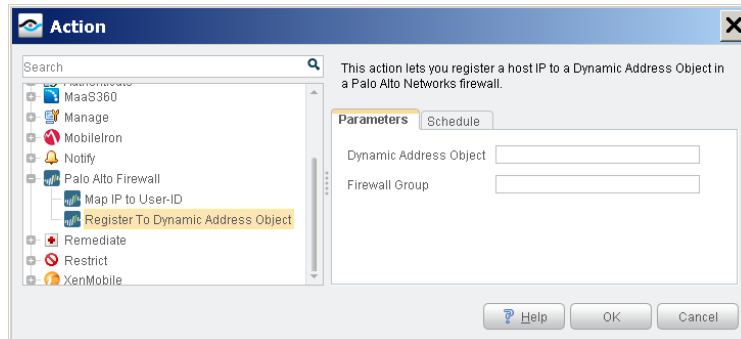 Action
Search
Authenticate
MaaS360
Manage
MobileIron
Notify
Palo Alto Firewall
Map IP to User-ID
Register To Dynamic Address Object
Remediate
Restrict
XenMobile
This action lets you register a host IP to a Dynamic Address Object in
a Palo Alto Networks firewall.
Parameters
Schedule
Dynamic Address Object
Firewall Group
Help
OK
Cancel